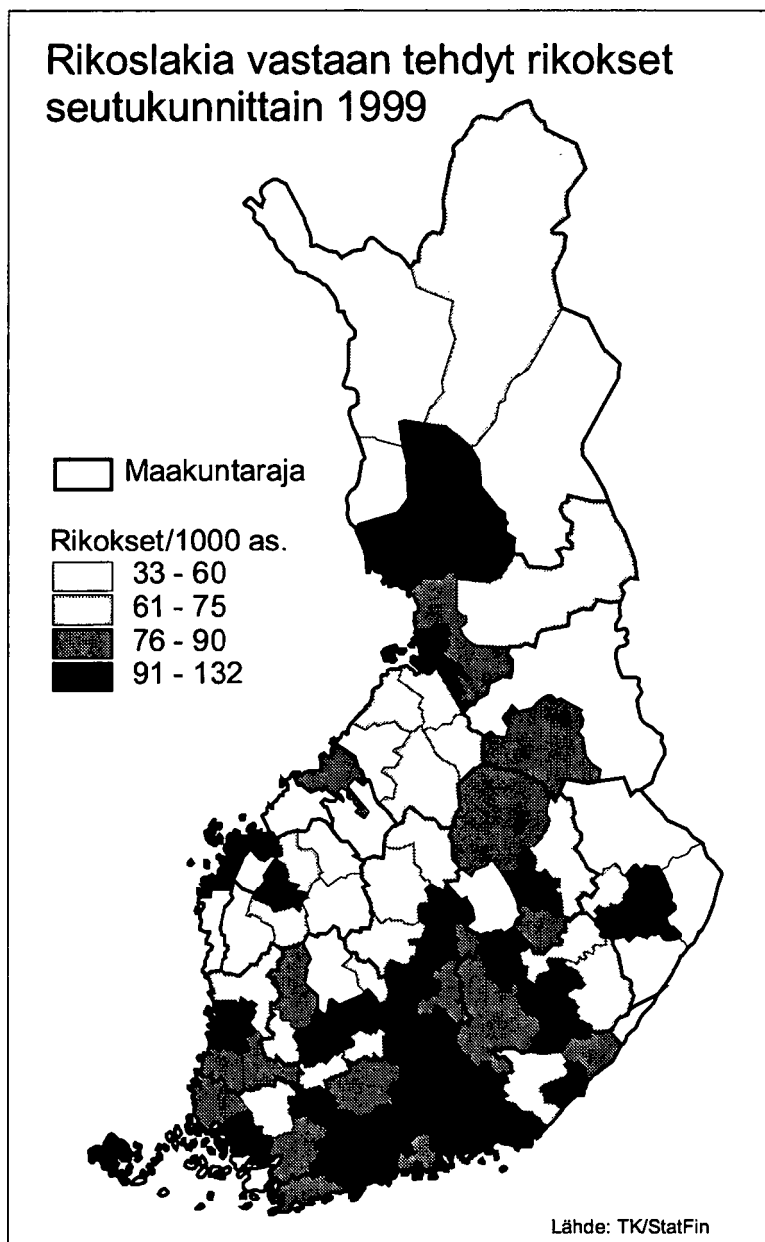 Rikoslakia vastaan tehdyt rikokset
seutukunnittain 1999
Maakuntaraja
Rikokset/1000 as.
33 - 60
61 - 75
76 - 90
91 - 132
Lähde: TK/StatFin